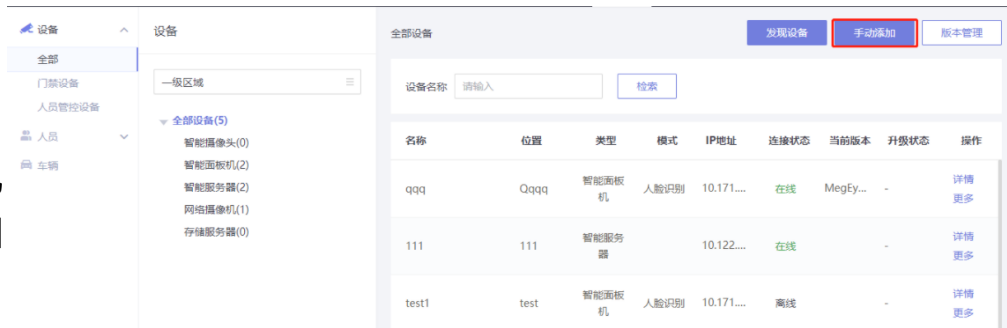 设备
全部
门禁设备
人员管控设备
人员
车辆
设备
一级区域
全部设备(5)
智能摄像头(0)
智能面板机(2)
智能服务器(2)
网络摄像机(1)
存储服务器(0)
全部设备 发现设备 手动添加 版本管理
设备名称 请输入 检索
名称 位置 类型 模式 IP地址 连接状态 当前版本 升级状态 操作
qqq Qqqq 智能面板机 人脸识别 10.171.... 在线 MegEy... - 详情 更多
111 111 智能服务器 10.122.... 在线 - 详情 更多
test1 test 智能面板机 人脸识别 10.171.... 离线 - 详情 更多